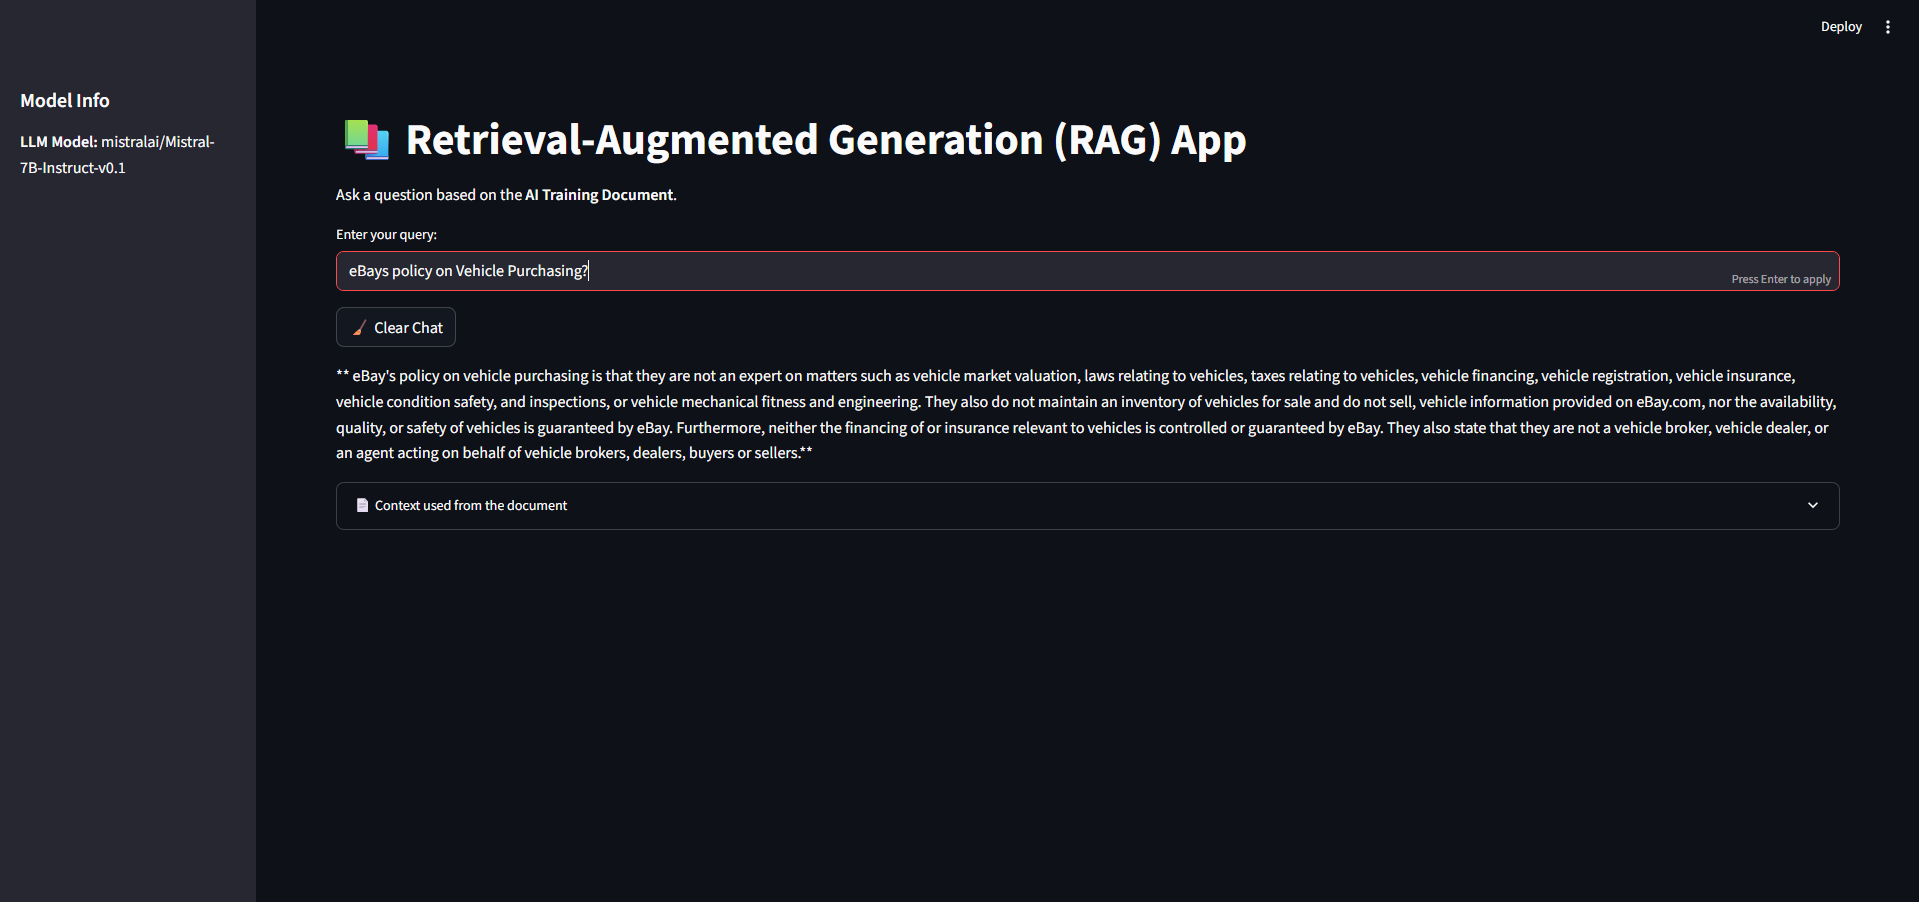 Deploy
Model Info
LLM Model: mistralai/Mistral-
7B-Instruct-v0.1
Retrieval-Augmented Generation (RAG) App
Ask a question based on the AI Training Document.
Enter your query:
eBays policy on Vehicle Purchasing?
Press Enter to apply
Clear Chat
** eBay's policy on vehicle purchasing is that they are not an expert on matters such as vehicle market valuation, laws relating to vehicles, taxes relating to vehicles, vehicle financing, vehicle registration, vehicle insurance,
vehicle condition safety, and inspections, or vehicle mechanical fitness and engineering. They also do not maintain an inventory of vehicles for sale and do not sell, vehicle information provided on eBay.com, nor the availability,
quality, or safety of vehicles is guaranteed by eBay. Furthermore, neither the financing of or insurance relevant to vehicles is controlled or guaranteed by eBay. They also state that they are not a vehicle broker, vehicle dealer, or
an agent acting on behalf of vehicle brokers, dealers, buyers or sellers.**
Context used from the document